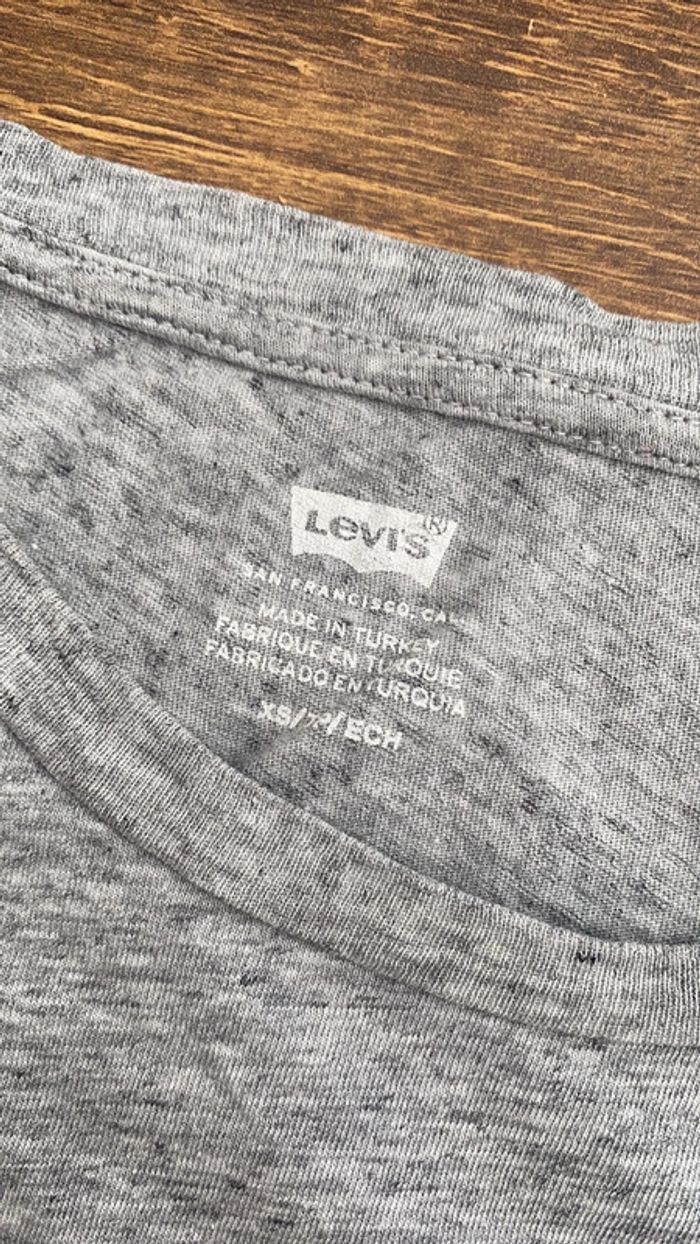 Levi's ®
SAN FRANCISCO, CAL
MADE IN TURKEY
FABRIQUE EN TURQUIE
FABRICADO EN TURQUIA
XS/TP/ECH